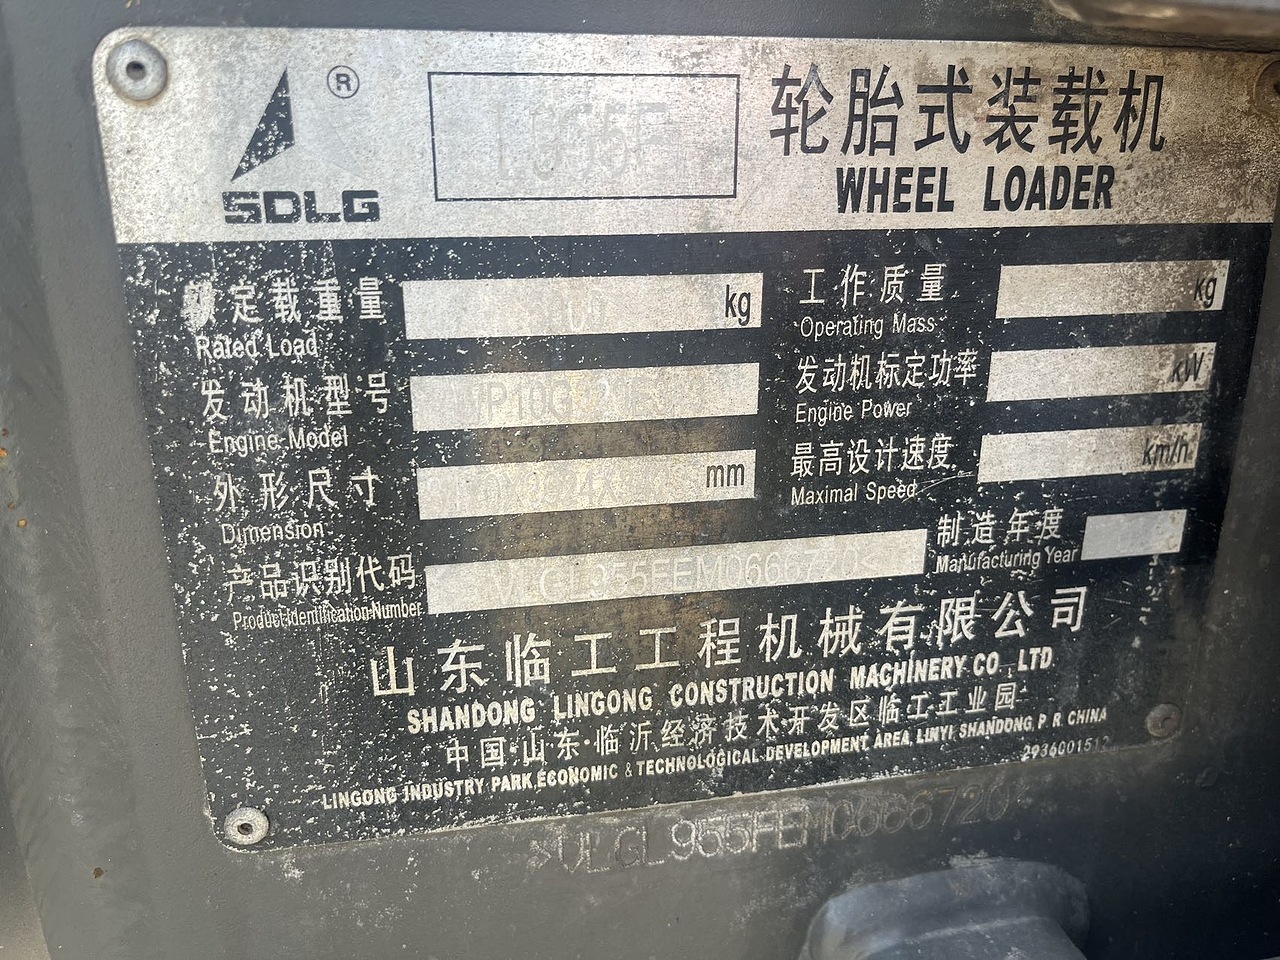 ®
SDLG
L955F
轮胎式装载机
WHEEL LOADER
额定载重量
kg
Rated Load
工作质量
kg
Operating Mass
发动机型号
Engine Model
发动机标定功率
kW
Engine Power
外形尺寸
mm
Dimension
最高设计速度
km/h
Maximal Speed
产品识别代码
Product Identification Number
制造年度
Manufacturing Year
山东临工工程机械有限公司
SHANDONG LINGONG CONSTRUCTION MACHINERY CO., LTD
中国·山东·临沂经济技术开发区临工工业园
LINGONG INDUSTRY PARK, ECONOMIC & TECHNOLOGICAL DEVELOPMENT AREA, LINYI, SHANDONG, P. R. CHINA